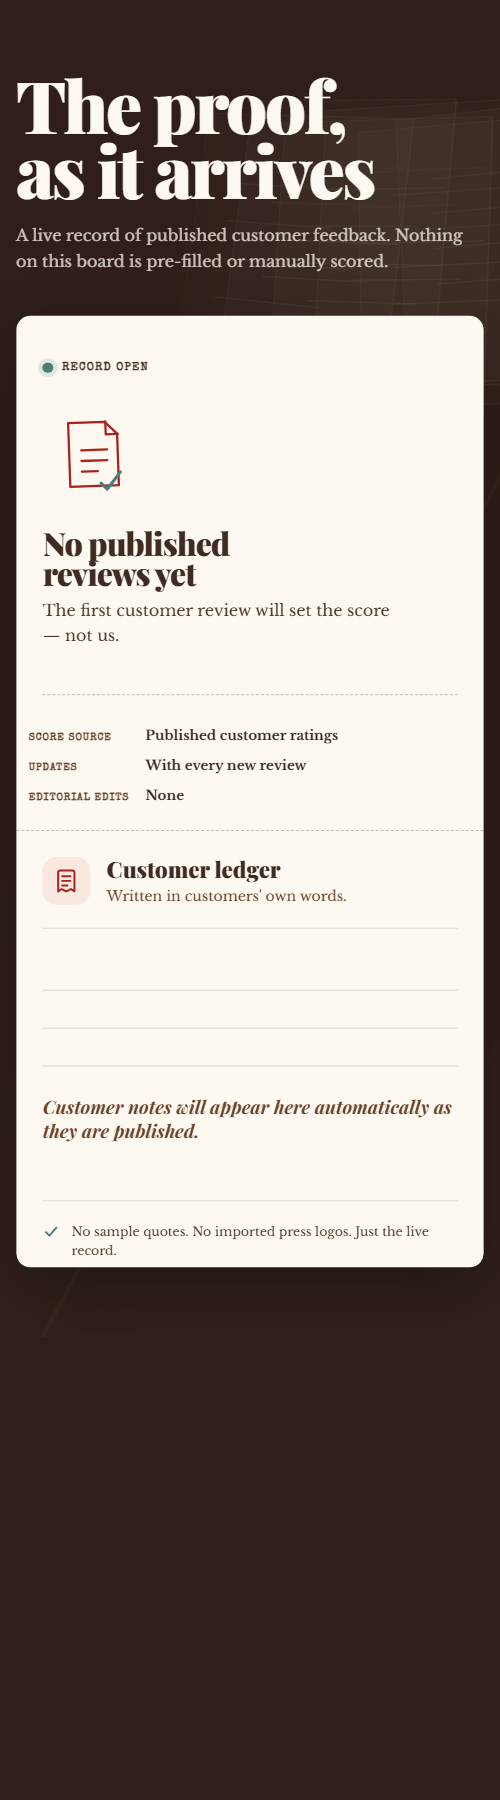 The proof,
as it arrives
A live record of published customer feedback. Nothing
on this board is pre-filled or manually scored.
RECORD OPEN
No published
reviews yet
The first customer review will set the score
— not us.
SCORE SOURCE Published customer ratings
UPDATES With every new review
EDITORIAL EDITS None
Customer ledger
Written in customers' own words.
Customer notes will appear here automatically as
they are published.
No sample quotes. No imported press logos. Just the live
record.